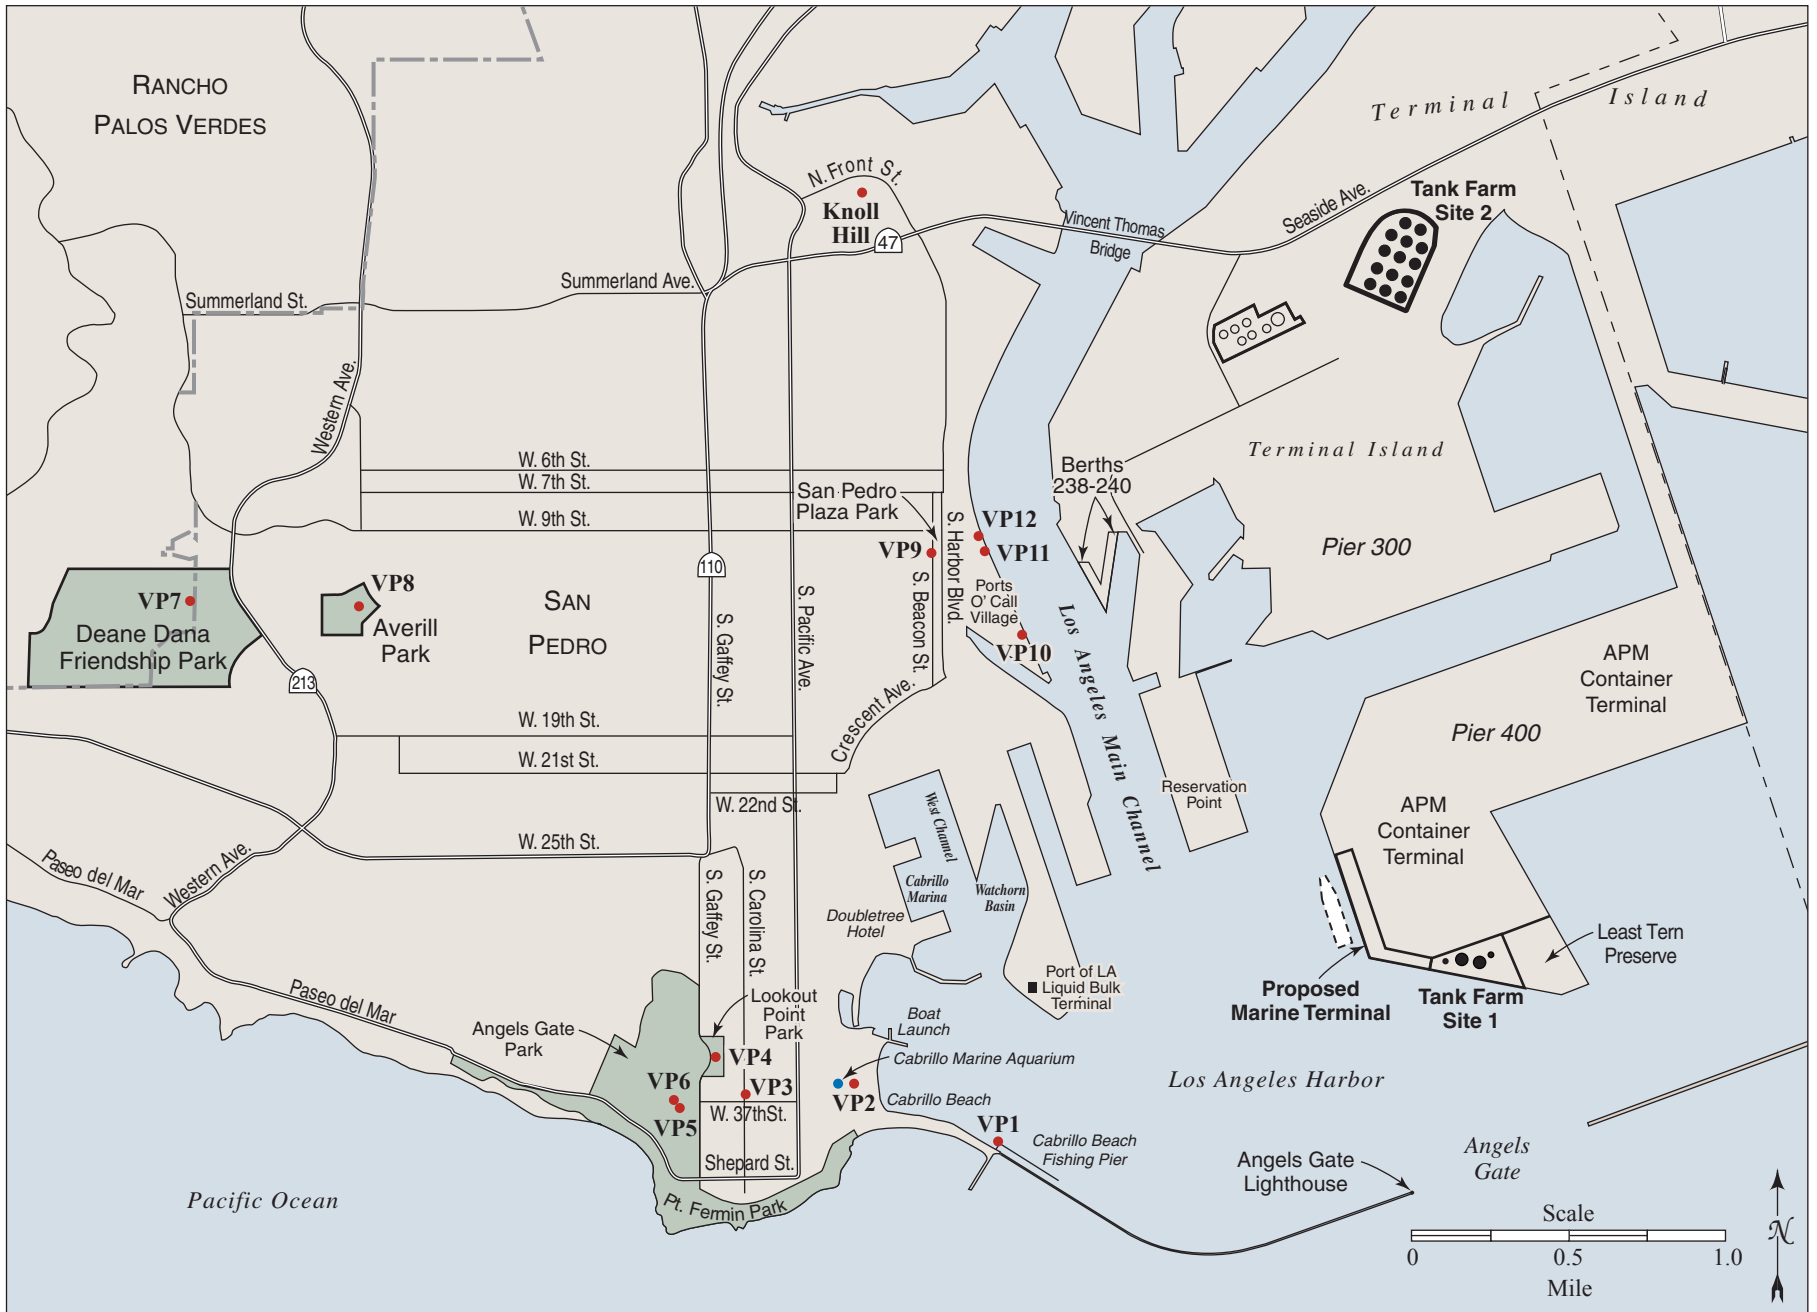 RANCHO
PALOS VERDES
Terminal Island
N. Front St.
Knoll
Hill
47
Vincent Thomas
Bridge
Seaside Ave.
Tank Farm
Site 2
Summerland St.
Summerland Ave.
Western Ave.
W. 6th St.
W. 7th St.
W. 9th St.
San Pedro
Plaza Park
Berths
238-240
Terminal Island
Pier 300
VP12
VP11
VP9
S. Harbor Blvd.
S. Beacon St.
Ports
O' Call
Village
VP10
Los Angeles Main Channel
110
VP7
Deane Dana
Friendship Park
VP8
Averill
Park
SAN
PEDRO
S. Gaffey St.
S. Pacific Ave.
213
Crescent Ave.
W. 19th St.
W. 21st St.
W. 22nd St.
W. 25th St.
APM
Container
Terminal
Pier 400
APM
Container
Terminal
Reservation
Point
Paseo del Mar
Western Ave.
S. Gaffey St.
S. Carolina St.
West Channel
Cabrillo
Marina
Watchorn
Basin
Doubletree
Hotel
Least Tern
Preserve
Port of LA
Liquid Bulk
Terminal
Proposed
Marine Terminal
Tank Farm
Site 1
Paseo del Mar
Angels Gate
Park
Lookout
Point
Park
Boat
Launch
Cabrillo Marine Aquarium
VP4
VP6
VP5
VP3
VP2
W. 37thSt.
Cabrillo Beach
Los Angeles Harbor
VP1
Cabrillo Beach
Fishing Pier
Shepard St.
Pt. Fermin Park
Angels Gate
Lighthouse
Angels
Gate
Pacific Ocean
Scale
0 0.5 1.0
Mile
N